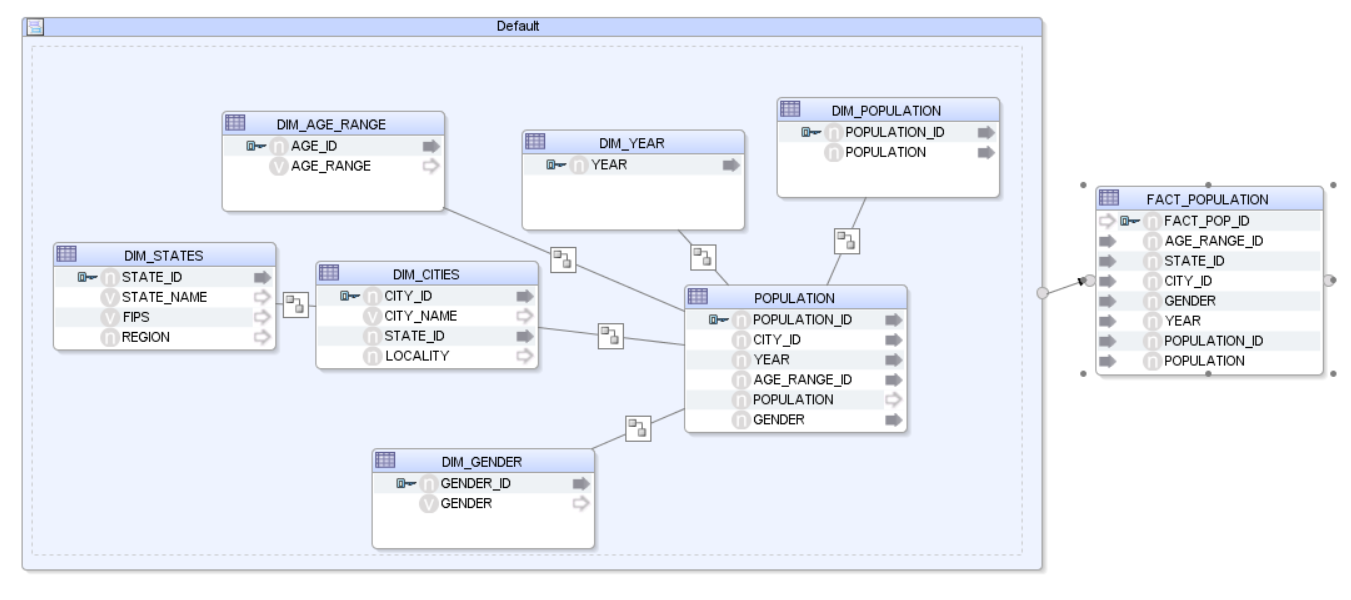 Default
DIM_AGE_RANGE
n AGE_ID
V AGE_RANGE
DIM_YEAR
n YEAR
DIM_POPULATION
n POPULATION_ID
n POPULATION
DIM_STATES
n STATE_ID
V STATE_NAME
V FIPS
n REGION
DIM_CITIES
n CITY_ID
V CITY_NAME
n STATE_ID
n LOCALITY
POPULATION
n POPULATION_ID
n CITY_ID
n YEAR
n AGE_RANGE_ID
n POPULATION
n GENDER
DIM_GENDER
n GENDER_ID
V GENDER
FACT_POPULATION
n FACT_POP_ID
n AGE_RANGE_ID
n STATE_ID
n CITY_ID
n GENDER
n YEAR
n POPULATION_ID
n POPULATION